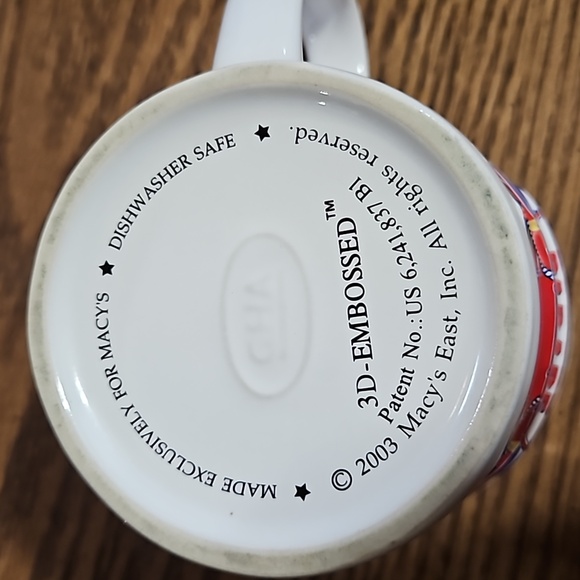 ★ MADE EXCLUSIVELY FOR MACY'S ★ DISHWASHER SAFE ★
3D-EMBOSSED™
Patent No.: US 6,241,837 B1
© 2003 Macy's East, Inc. All rights reserved.